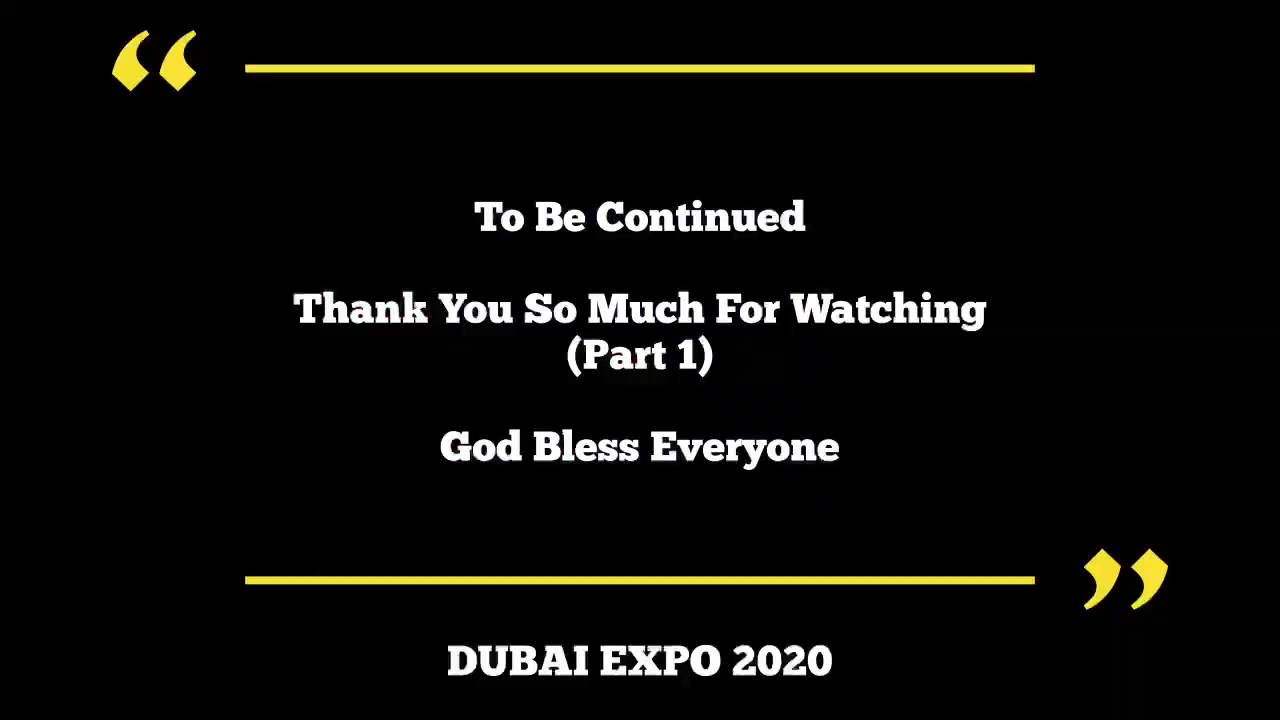 To Be Continued
Thank You So Much For Watching
(Part 1)
God Bless Everyone
DUBAI EXPO 2020